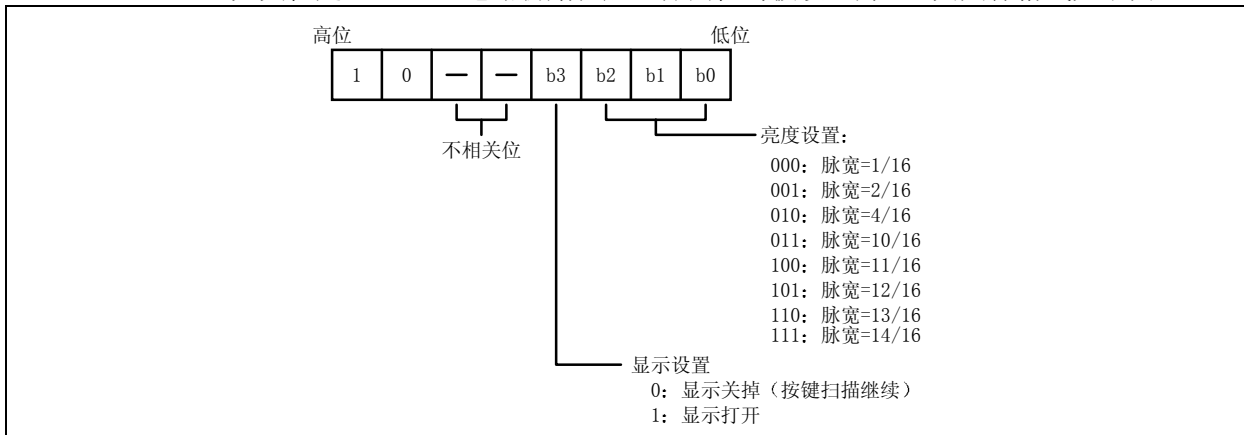 高位 低位
1 0 — — b3 b2 b1 b0
不相关位
亮度设置:
000: 脉宽=1/16
001: 脉宽=2/16
010: 脉宽=4/16
011: 脉宽=10/16
100: 脉宽=11/16
101: 脉宽=12/16
110: 脉宽=13/16
111: 脉宽=14/16
显示设置
0: 显示关掉（按键扫描继续）
1: 显示打开